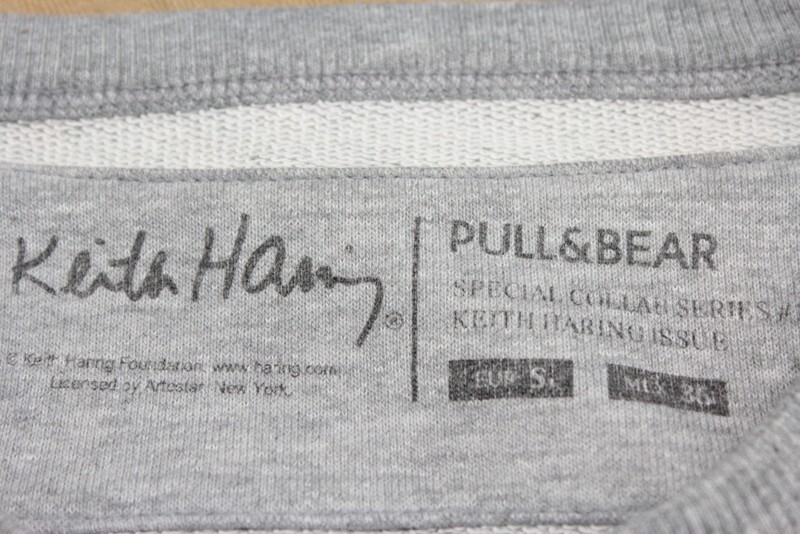 Keith Haring ®
© Keith Haring Foundation. www.haring.com
Licensed by Artestar New York.
PULL&BEAR
SPECIAL COLLAB SERIES #
KEITH HARING ISSUE
EUR S
MEX 36